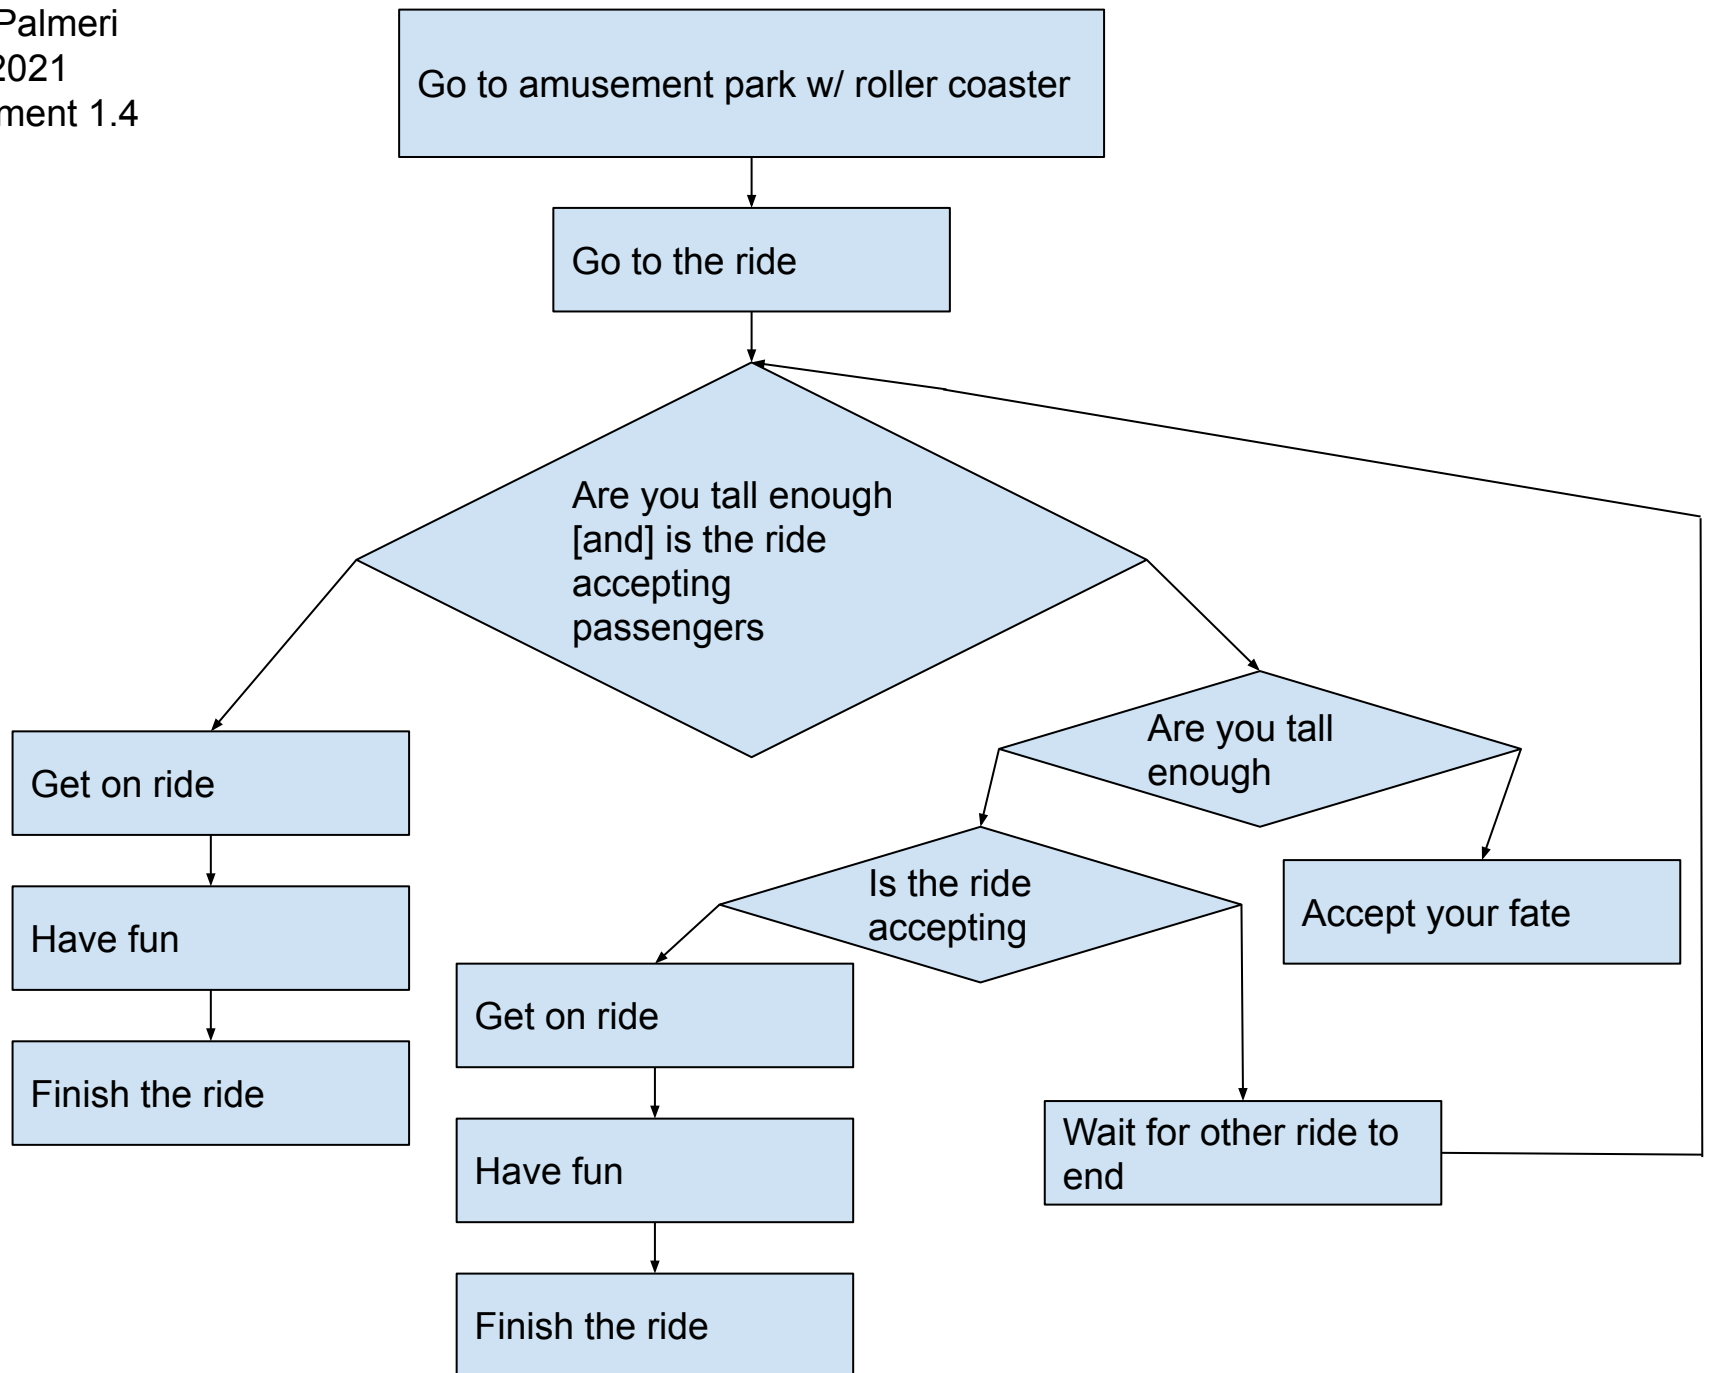 Palmeri
2021
ment 1.4
Go to amusement park w/ roller coaster
Go to the ride
Are you tall enough
[and] is the ride
accepting
passengers
Are you tall
enough
Get on ride
Is the ride
accepting
Accept your fate
Have fun
Get on ride
Finish the ride
Wait for other ride to
end
Have fun
Finish the ride